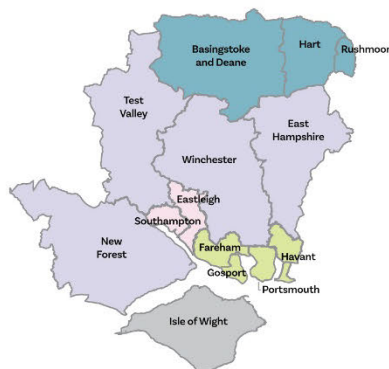 Basingstoke
and Deane
Hart
Rushmoor
Test
Valley
East
Hampshire
Winchester
Eastleigh
Southampton
New
Forest
Fareham
Havant
Gosport
Portsmouth
Isle of Wight